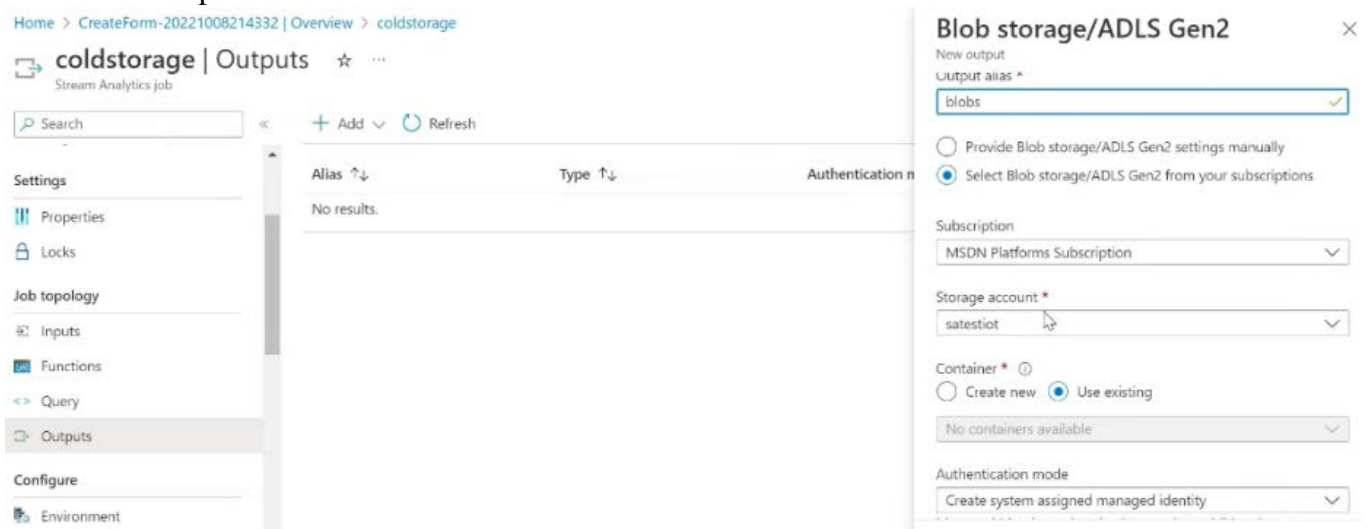 Home > CreateForm-20221008214332 | Overview > coldstorage
coldstorage | Outputs
Stream Analytics job
Search
Add
Refresh
Settings
Properties
Locks
Job topology
Inputs
Functions
Query
Outputs
Configure
Environment
Alias
Type
Authentication
No results.
Blob storage/ADLS Gen2
New output
Output alias *
blobs
Provide Blob storage/ADLS Gen2 settings manually
Select Blob storage/ADLS Gen2 from your subscriptions
Subscription
MSDN Platforms Subscription
Storage account *
satestiot
Container *
Create new
Use existing
No containers available
Authentication mode
Create system assigned managed identity